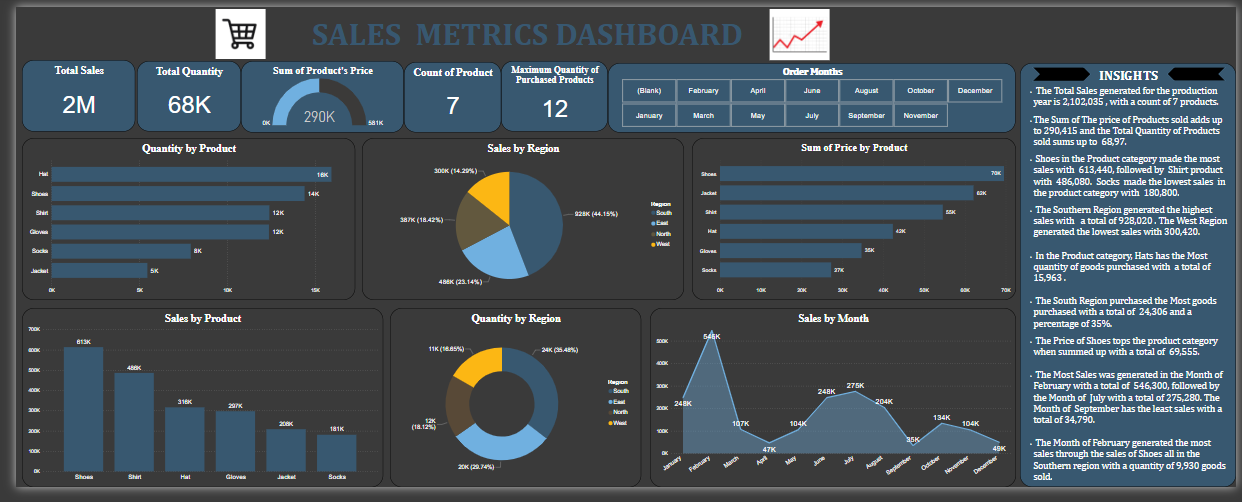 SALES METRICS DASHBOARD
Total Sales
2M
Total Quantity
68K
Sum of Product's Price
0K
290K
581K
Count of Product
7
Maximum Quantity of
Purchased Products
12
Order Months
(Blank) February April June August October December
January March May July September November
Quantity by Product
Hat 16K
Shoes 14K
Shirt 12K
Gloves 12K
Socks 8K
Jacket 5K
0K 5K 10K 15K
Sales by Region
300K (14.29%)
928K (44.15%)
387K (18.42%)
486K (23.14%)
Region
South
East
North
West
Sum of Price by Product
Shoes 70K
Jacket 62K
Shirt 55K
Hat 42K
Gloves 35K
Socks 27K
0K 10K 20K 30K 40K 50K 60K 70K
Sales by Product
700K
600K
500K
400K
300K
200K
100K
0K
613K
486K
316K
297K
208K
181K
Shoes Shirt Hat Gloves Jacket Socks
Quantity by Region
11K (16.65%)
24K (35.48%)
12K
(18.12%)
20K (29.74%)
Region
South
East
North
West
Sales by Month
500K
400K
300K
200K
100K
0K
248K
546K
107K
47K
104K
248K
275K
204K
35K
134K
104K
49K
January February March April May June July August September October November December
INSIGHTS
· The Total Sales generated for the production
year is 2,102,035 , with a count of 7 products.
· The Sum of The price of Products sold adds up
to 290,415 and the Total Quantity of Products
sold sums up to 68,97.
· Shoes in the Product category made the most
sales with 613,440, followed by Shirt product
with 486,080. Socks made the lowest sales in
the product category with 180,800.
· The Southern Region generated the highest
sales with a total of 928,020 . The West Region
generated the lowest sales with 300,420.
· In the Product category, Hats has the Most
quantity of goods purchased with a total of
15,963 .
· The South Region purchased the Most goods
purchased with a total of 24,306 and a
percentage of 35%.
· The Price of Shoes tops the product category
when summed up with a total of 69,555.
· The Most Sales was generated in the Month of
February with a total of 546,300, followed by
the Month of July with a total of 275,280. The
Month of September has the least sales with a
total of 34,790.
· The Month of February generated the most
sales through the sales of Shoes all in the
Southern region with a quantity of 9,930 goods
sold.